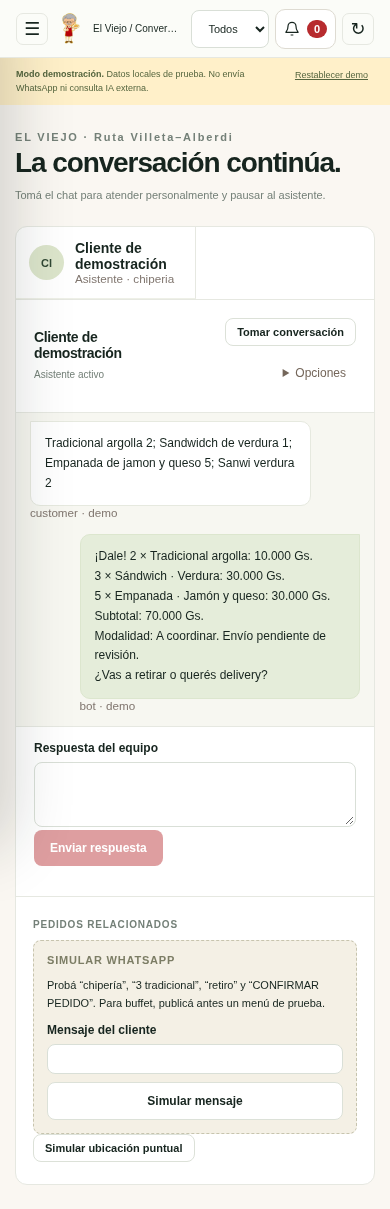 ☰ El Viejo / Conver… Todos 0 ↻
Modo demostración. Datos locales de prueba. No envía
WhatsApp ni consulta IA externa.
Restablecer demo
EL VIEJO · Ruta Villeta–Alberdi
La conversación continúa.
Tomá el chat para atender personalmente y pausar al asistente.
CI
Cliente de
demostración
Asistente · chiperia
Cliente de
demostración
Asistente activo
Tomar conversación
▶ Opciones
Tradicional argolla 2; Sandwidch de verdura 1;
Empanada de jamon y queso 5; Sanwi verdura
2
customer · demo
¡Dale! 2 × Tradicional argolla: 10.000 Gs.
3 × Sándwich · Verdura: 30.000 Gs.
5 × Empanada · Jamón y queso: 30.000 Gs.
Subtotal: 70.000 Gs.
Modalidad: A coordinar. Envío pendiente de
revisión.
¿Vas a retirar o querés delivery?
bot · demo
Respuesta del equipo
Enviar respuesta
PEDIDOS RELACIONADOS
SIMULAR WHATSAPP
Probá “chipería”, “3 tradicional”, “retiro” y “CONFIRMAR
PEDIDO”. Para buffet, publicá antes un menú de prueba.
Mensaje del cliente
Simular mensaje
Simular ubicación puntual